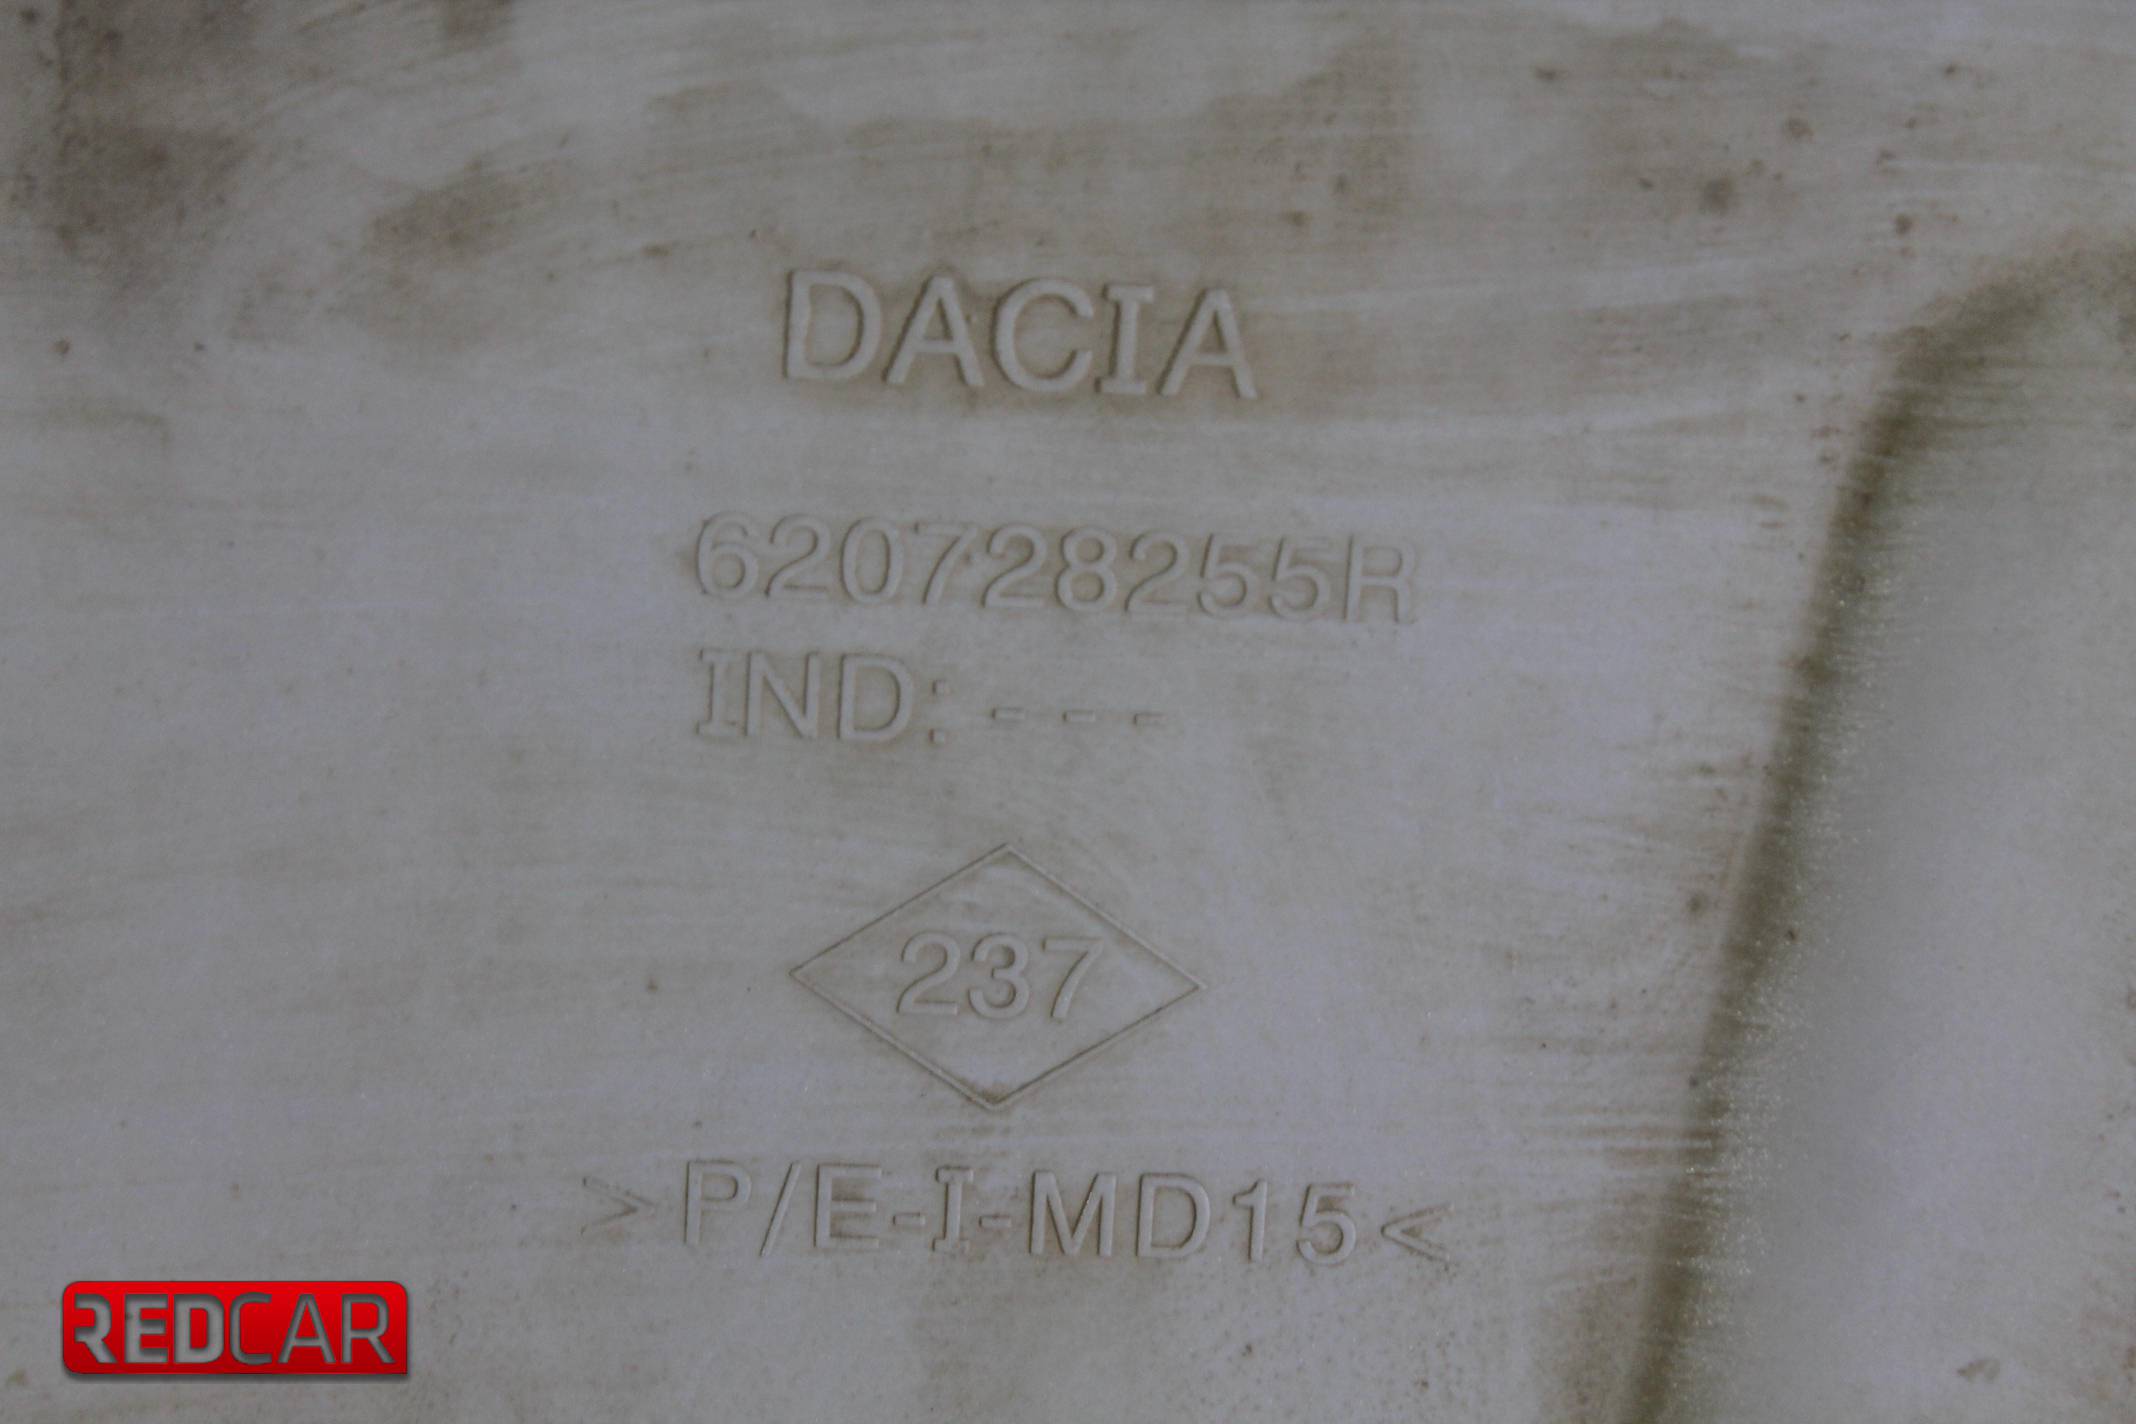 DACIA
620728255R
IND: - - -
237
>P/E-I-MD15<
REDCAR